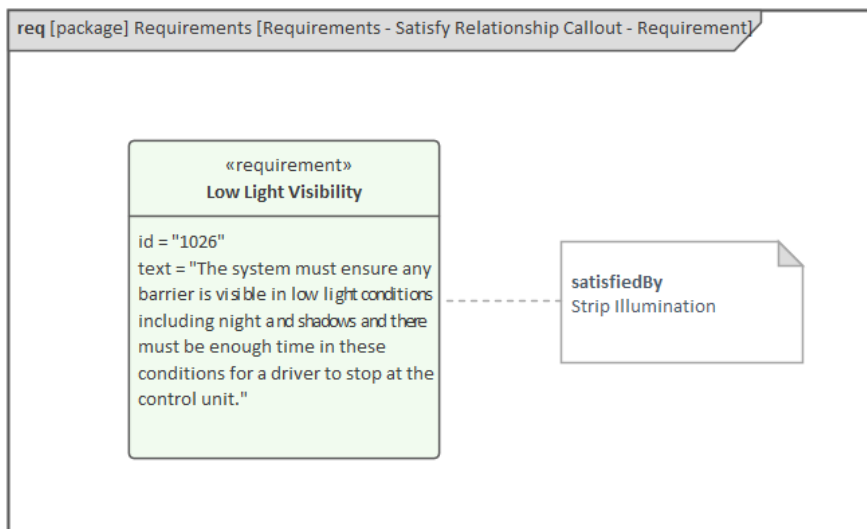 req [package] Requirements [Requirements - Satisfy Relationship Callout - Requirement]
«requirement»
Low Light Visibility
id = "1026"
text = "The system must ensure any
barrier is visible in low light conditions
including night and shadows and there
must be enough time in these
conditions for a driver to stop at the
control unit."
satisfiedBy
Strip Illumination